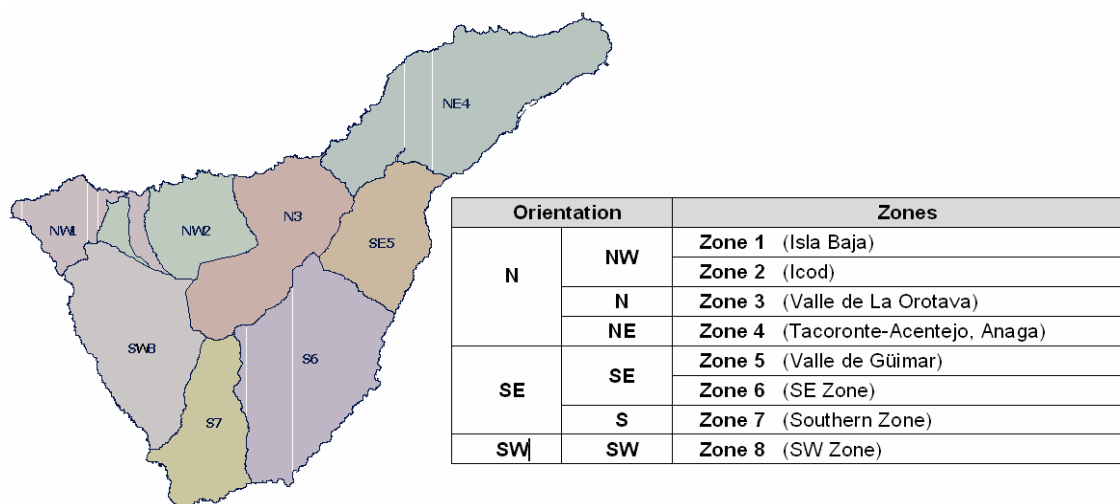 NE4
N3
NW1
NW2
SE5
SW8
S6
S7
Orientation Zones
N NW Zone 1 (Isla Baja)
Zone 2 (Icod)
N Zone 3 (Valle de La Orotava)
NE Zone 4 (Tacoronte-Acentejo, Anaga)
SE SE Zone 5 (Valle de Güimar)
Zone 6 (SE Zone)
S Zone 7 (Southern Zone)
SW SW Zone 8 (SW Zone)